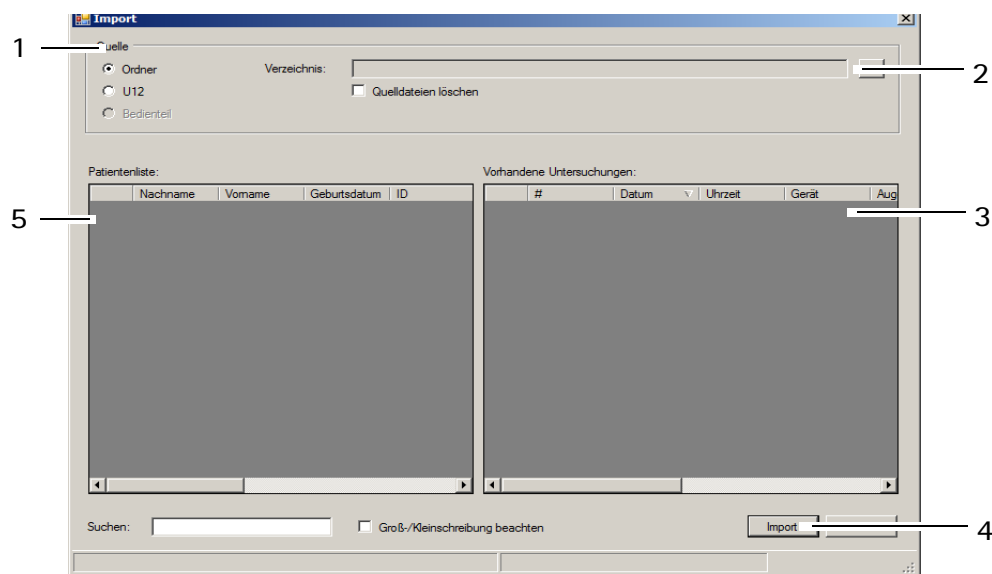 Import
1
Quelle
Ordner
Verzeichnis:
2
U12
Quelldateien löschen
Bedienteil
Patientenliste:
Vorhandene Untersuchungen:
Nachname Vorname Geburtsdatum ID
# Datum Uhrzeit Gerät Aug
5
3
Suchen:
Groß-/Kleinschreibung beachten
Import
4